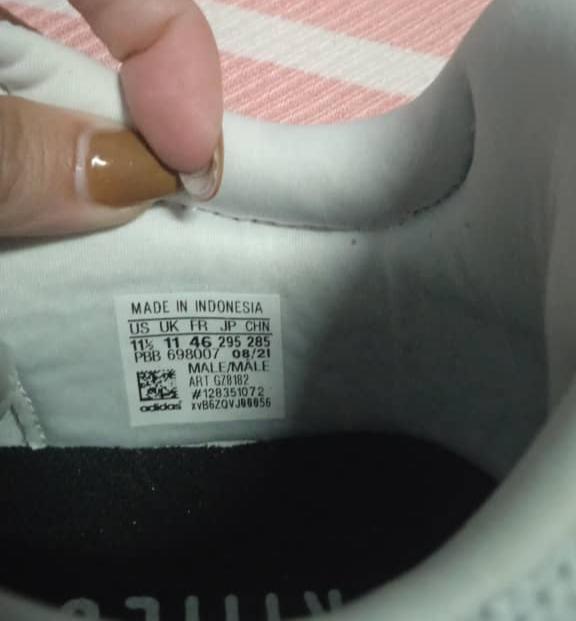 MADE IN INDONESIA
US UK FR JP CHN
11½ 11 46 295 285
PBB 698007 08/21
MALE/MALE
ART GZ8182
#128351072
adidas xvB6ZQVJ00056